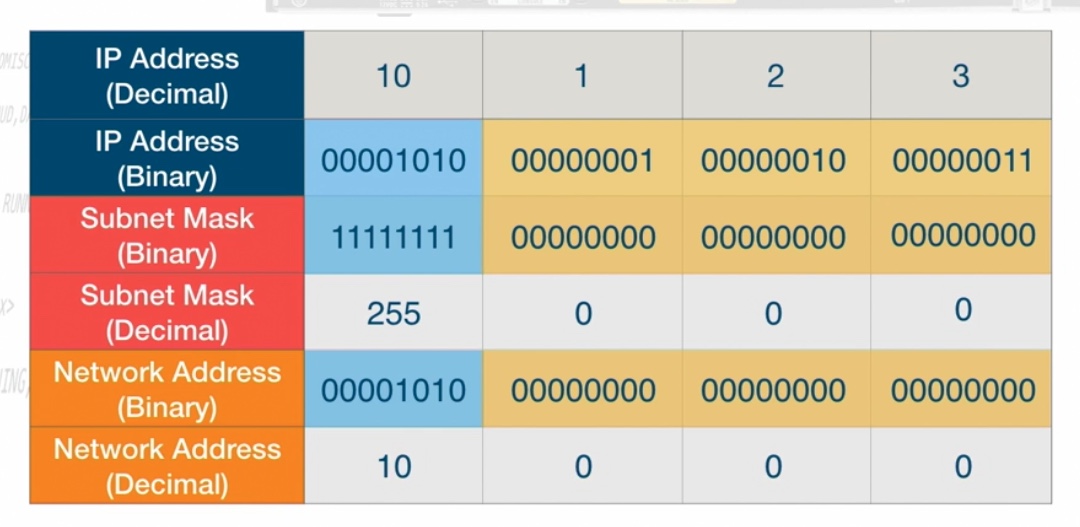 IP Address
(Decimal)
10 1 2 3
IP Address
(Binary)
00001010 00000001 00000010 00000011
Subnet Mask
(Binary)
11111111 00000000 00000000 00000000
Subnet Mask
(Decimal)
255 0 0 0
Network Address
(Binary)
00001010 00000000 00000000 00000000
Network Address
(Decimal)
10 0 0 0